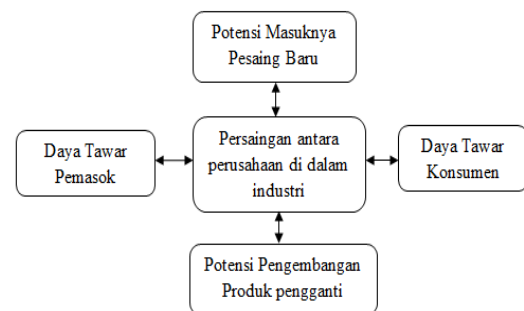 Potensi Masuknya
Pesaing Baru
Daya Tawar
Pemasok
Persaingan antara
perusahaan di dalam
industri
Daya Tawar
Konsumen
Potensi Pengembangan
Produk pengganti